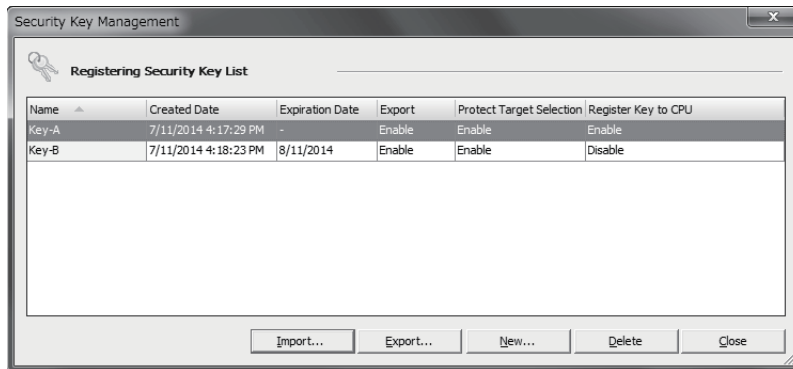 Security Key Management
Registering Security Key List
Name Created Date Expiration Date Export Protect Target Selection Register Key to CPU
Key-A 7/11/2014 4:17:29 PM - Enable Enable Enable
Key-B 7/11/2014 4:18:23 PM 8/11/2014 Enable Enable Disable
Import... Export... New... Delete Close